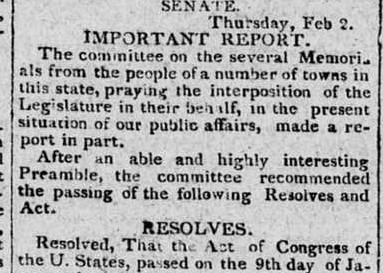 SENATE.
Thursday, Feb 2.
IMPORTANT REPORT.
The committee on the several Memori-
als from the people of a number of towns in
this state, praying the interposition of the
Legislature in their behalf, in the present
situation of our public affairs, made a re-
port in part.
After an able and highly interesting
Preamble, the committee recommended
the passing of the following Resolves and
Act.
RESOLVES.
Resolved, That the Act of Congress of
the U. States, passed on the 9th day of Ja-